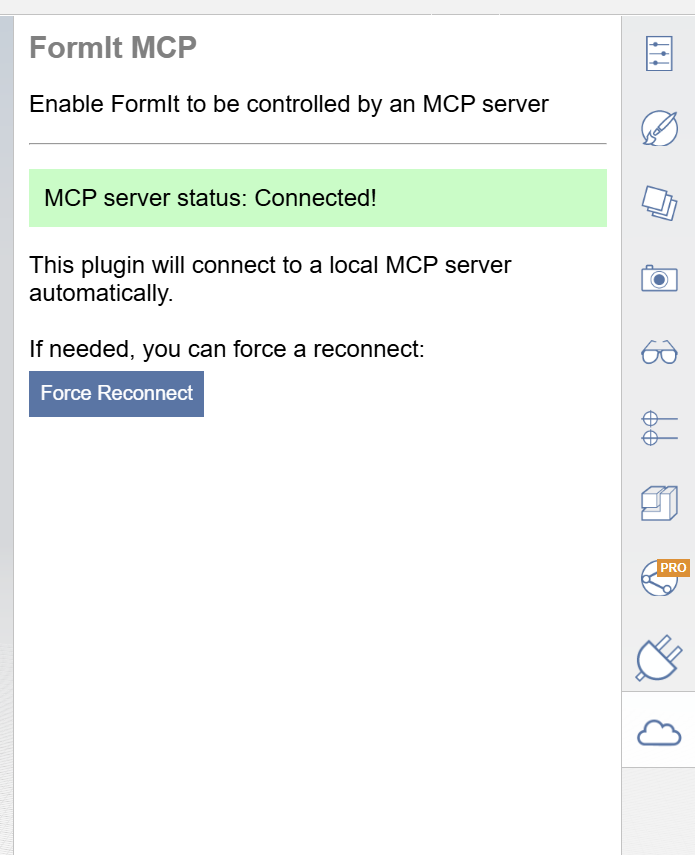 FormIt MCP
Enable FormIt to be controlled by an MCP server
MCP server status: Connected!
This plugin will connect to a local MCP server
automatically.
If needed, you can force a reconnect:
Force Reconnect
PRO